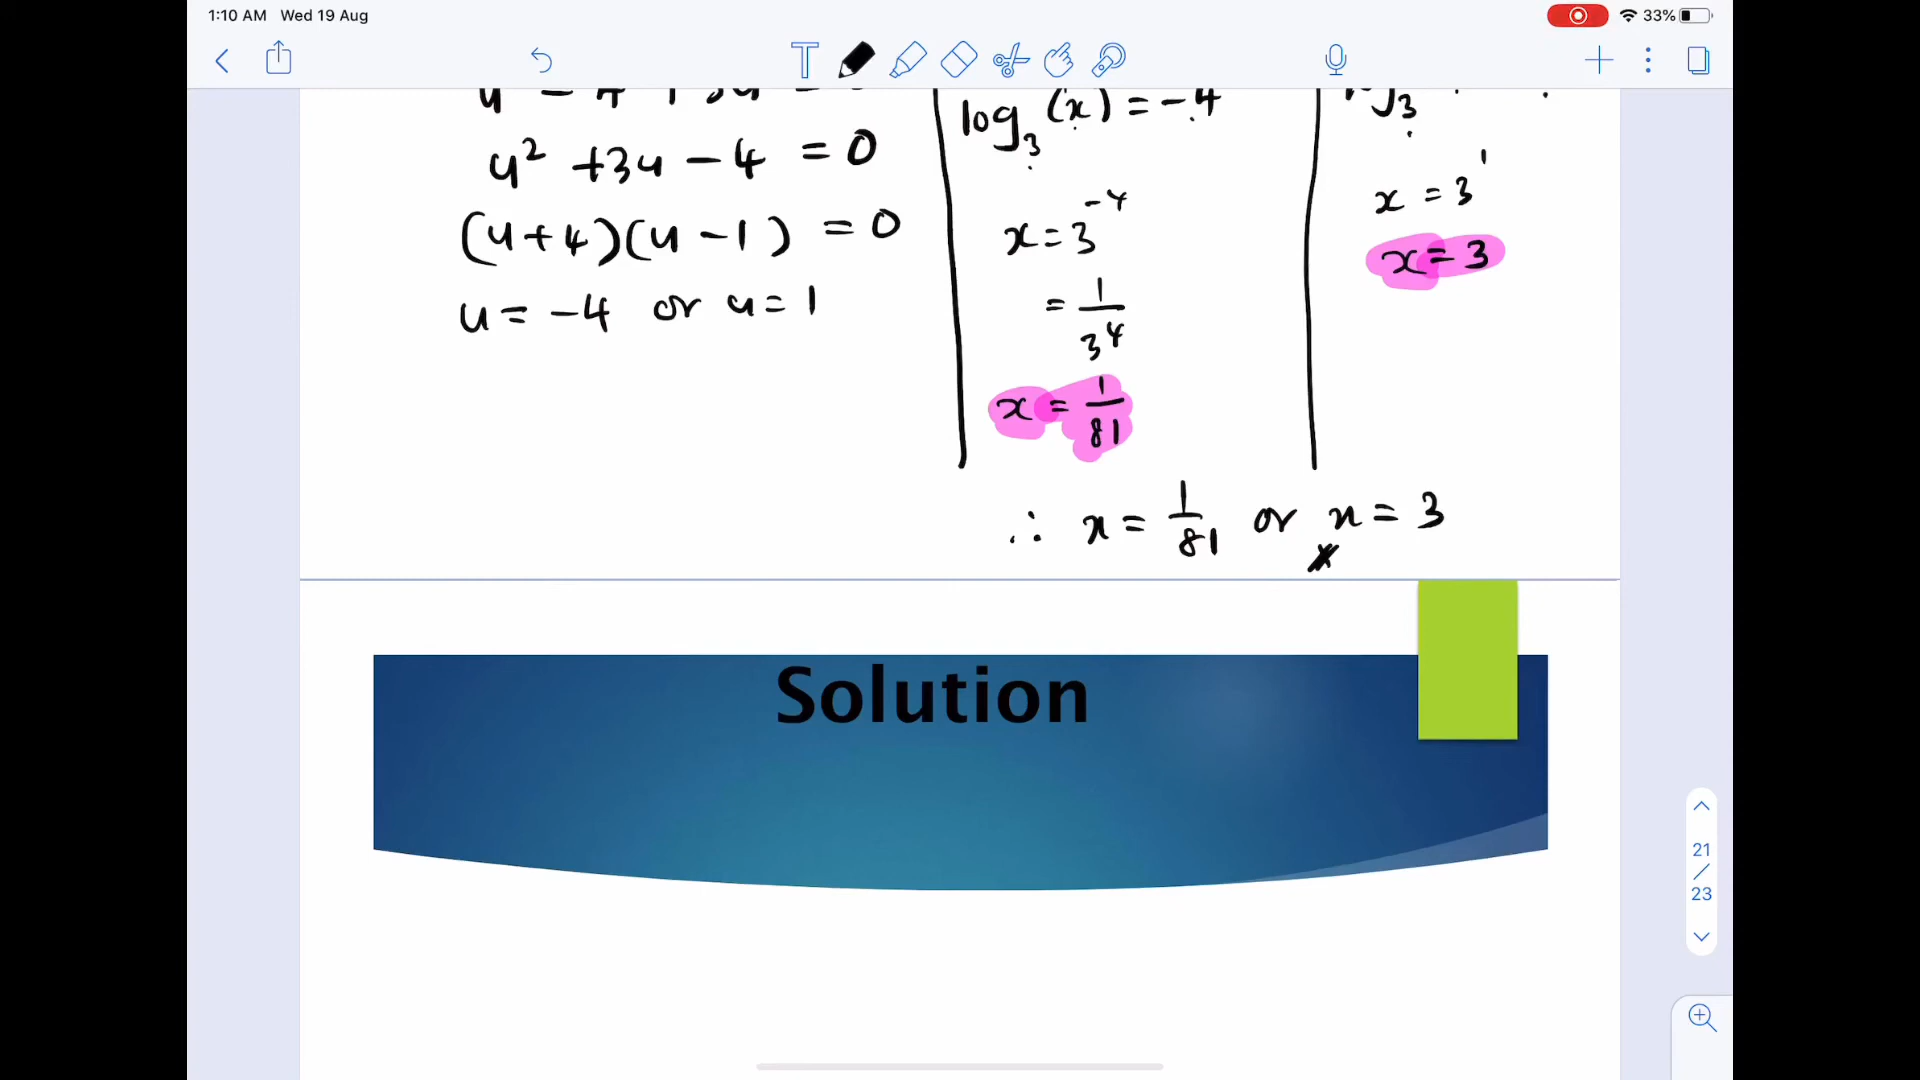 1:10 AM Wed 19 Aug
33%
u² + 3u - 4 = 0
(u+4)(u-1) = 0
u = -4 or u = 1
log₃(x) = -4
x = 3⁻⁴
= 1/3⁴
x = 1/81
x = 3¹
x = 3
∴ x = 1/81 or x = 3
Solution
21
/
23